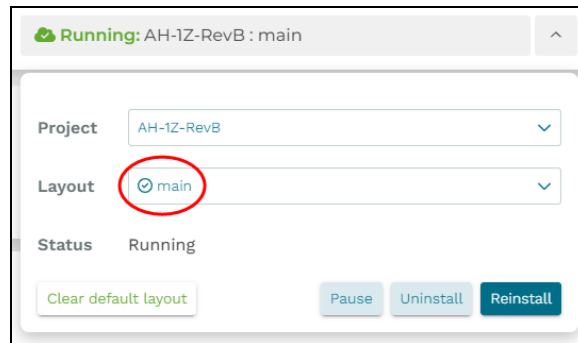 Running: AH-1Z-RevB : main
Project AH-1Z-RevB
Layout main
Status Running
Clear default layout Pause Uninstall Reinstall